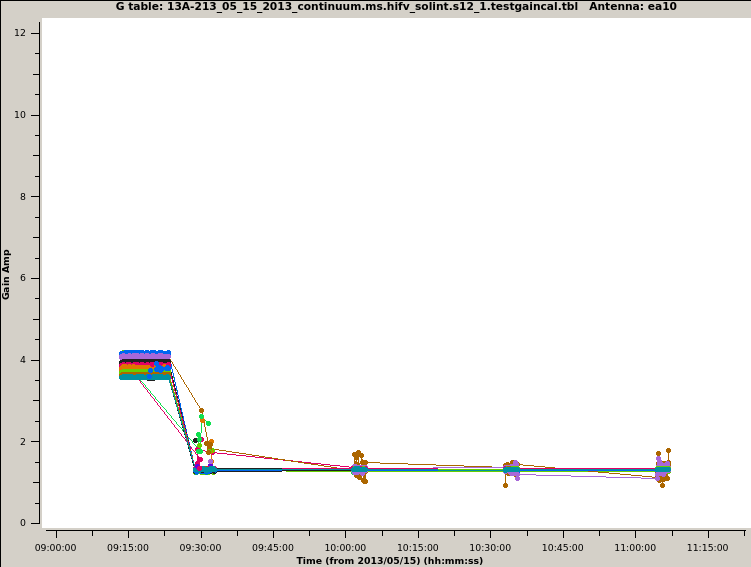 G table: 13A-213_05_15_2013_continuum.ms.hifv_solint.s12_1.testgaincal.tbl   Antenna: ea10
12
10
8
6
4
2
0
Gain Amp
09:00:00 09:15:00 09:30:00 09:45:00 10:00:00 10:15:00 10:30:00 10:45:00 11:00:00 11:15:00
Time (from 2013/05/15) (hh:mm:ss)